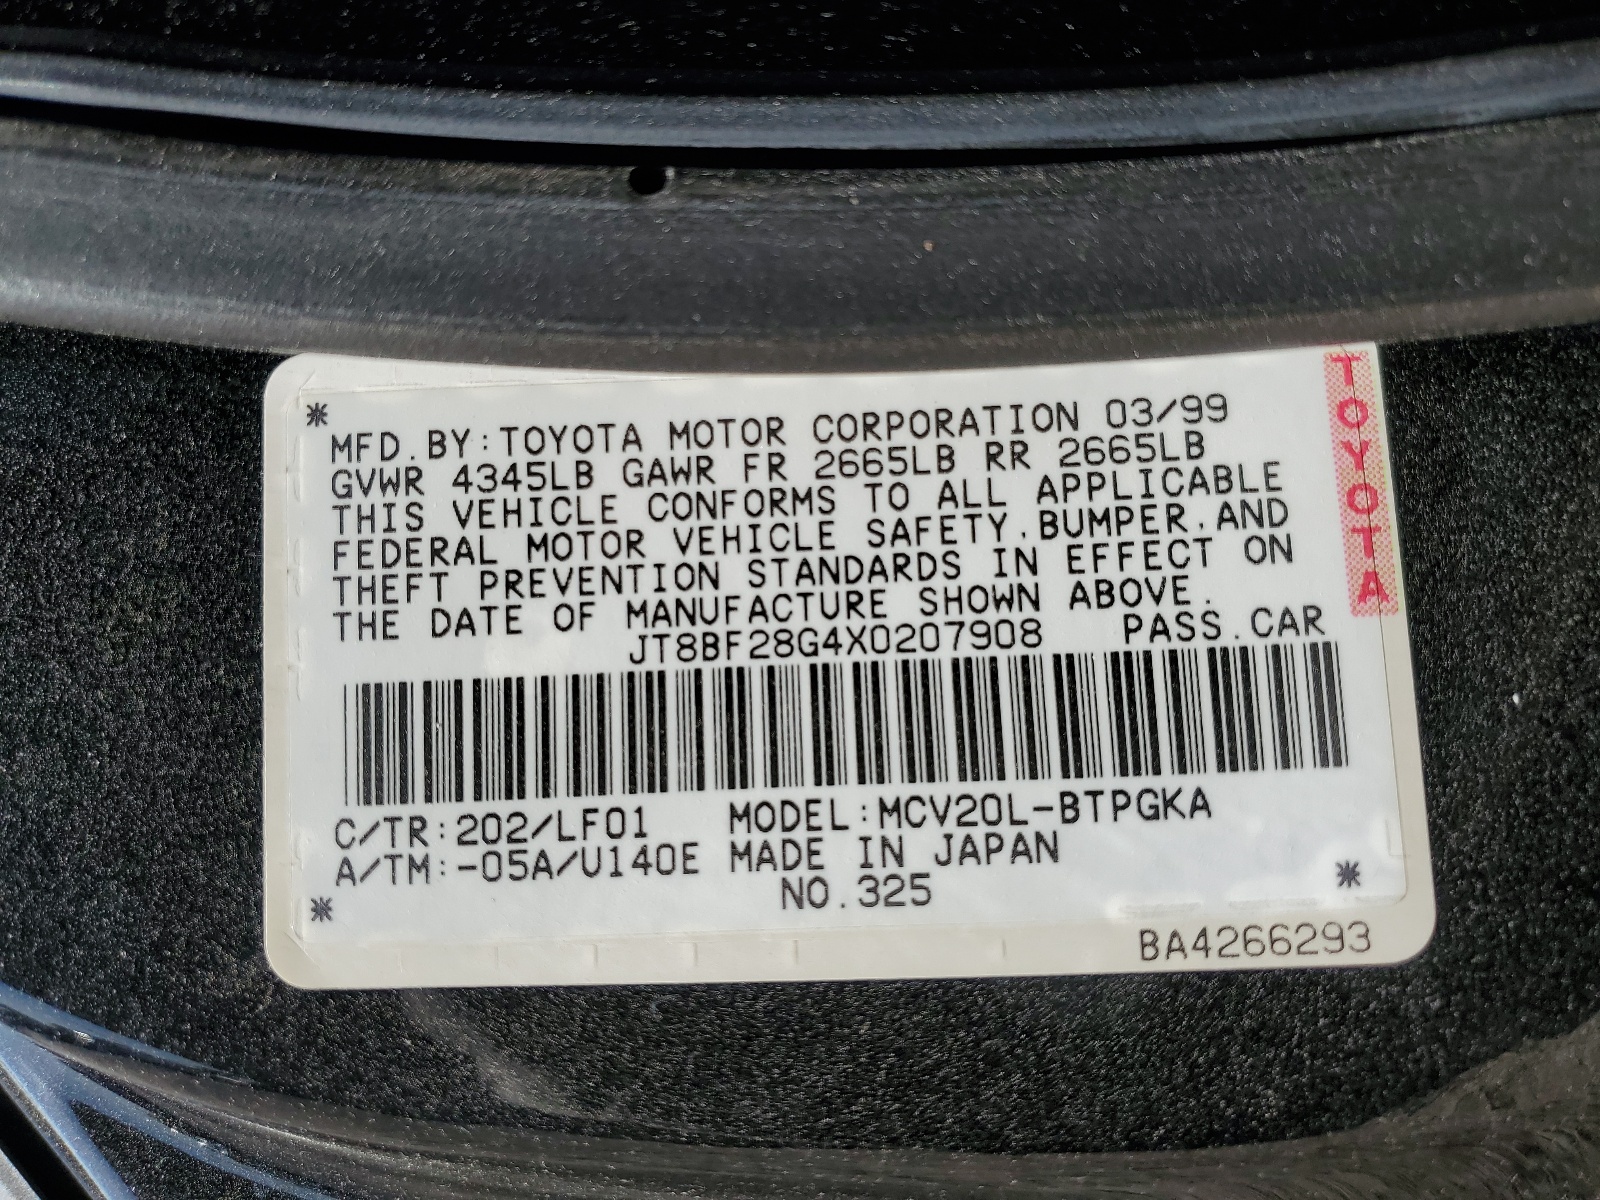 MFD.BY:TOYOTA MOTOR CORPORATION 03/99
GVWR 4345LB GAWR FR 2665LB RR 2665LB
THIS VEHICLE CONFORMS TO ALL APPLICABLE
FEDERAL MOTOR VEHICLE SAFETY,BUMPER,AND
THEFT PREVENTION STANDARDS IN EFFECT ON
THE DATE OF MANUFACTURE SHOWN ABOVE.
JT8BF28G4X0207908 PASS.CAR
C/TR:202/LF01 MODEL:MCV20L-BTPGKA
A/TM:-05A/U140E MADE IN JAPAN
NO.325
BA4266293
TOYOTA